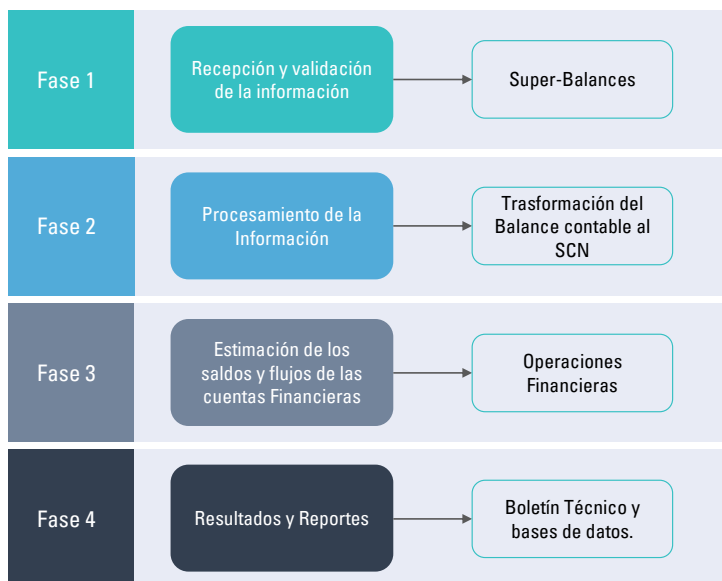 Fase 1
Recepción y validación
de la información
Super-Balances
Fase 2
Procesamiento de la
Información
Trasformación del
Balance contable al
SCN
Fase 3
Estimación de los
saldos y flujos de las
cuentas Financieras
Operaciones
Financieras
Fase 4
Resultados y Reportes
Boletín Técnico y
bases de datos.